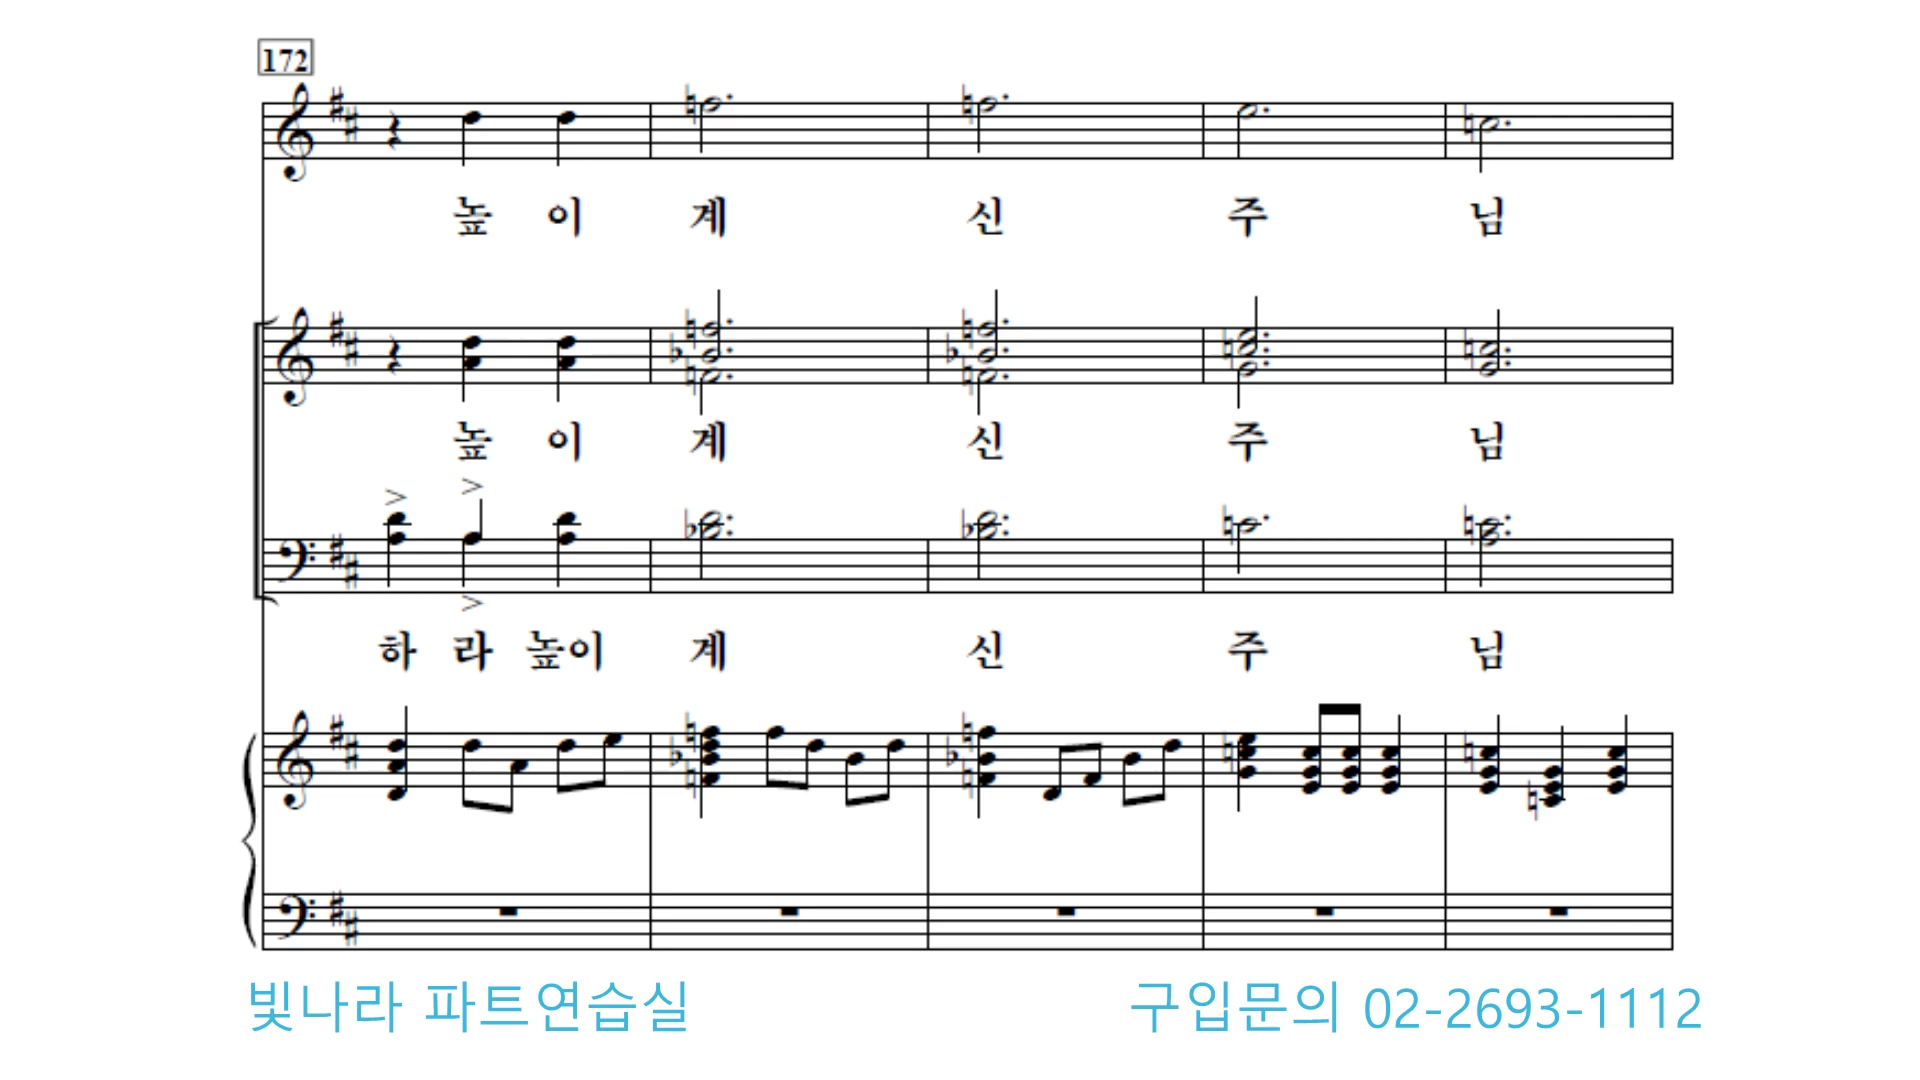 172
높 이 계 신 주 님
높 이 계 신 주 님
하 라 높이 계 신 주 님
빛나라 파트연습실 구입문의 02-2693-1112